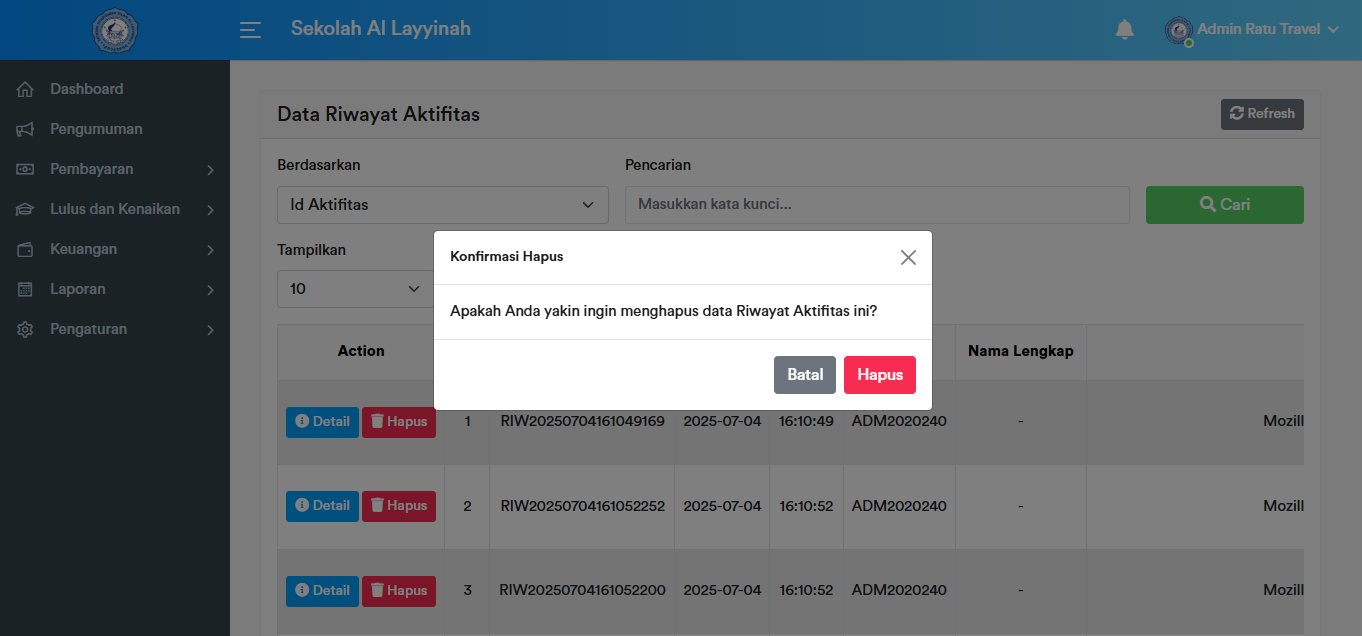 Sekolah Al Layyinah
Admin Ratu Travel
Dashboard
Pengumuman
Pembayaran
Lulus dan Kenaikan
Keuangan
Laporan
Pengaturan
Data Riwayat Aktifitas
Refresh
Berdasarkan
Pencarian
Id Aktifitas
Masukkan kata kunci...
Cari
Tampilkan
10
Konfirmasi Hapus
Apakah Anda yakin ingin menghapus data Riwayat Aktifitas ini?
Batal
Hapus
Action Nama Lengkap
Detail Hapus 1 RIW20250704161049169 2025-07-04 16:10:49 ADM2020240 - Mozill
Detail Hapus 2 RIW20250704161052252 2025-07-04 16:10:52 ADM2020240 - Mozill
Detail Hapus 3 RIW20250704161052200 2025-07-04 16:10:52 ADM2020240 - Mozill